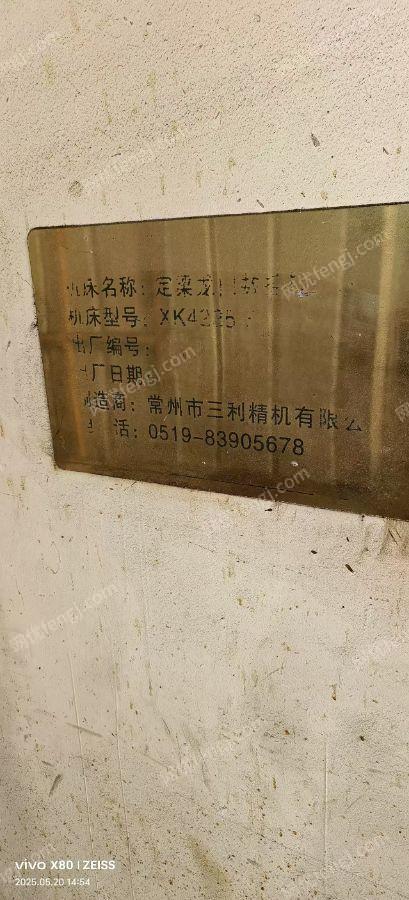 机床名称：定梁龙门
机床型号：XK4225
出厂编号：
出厂日期：
制造商：常州市三利精机有限公
电 话：0519-83905678
vivo X80 | ZEISS
2025.05.20 14:54